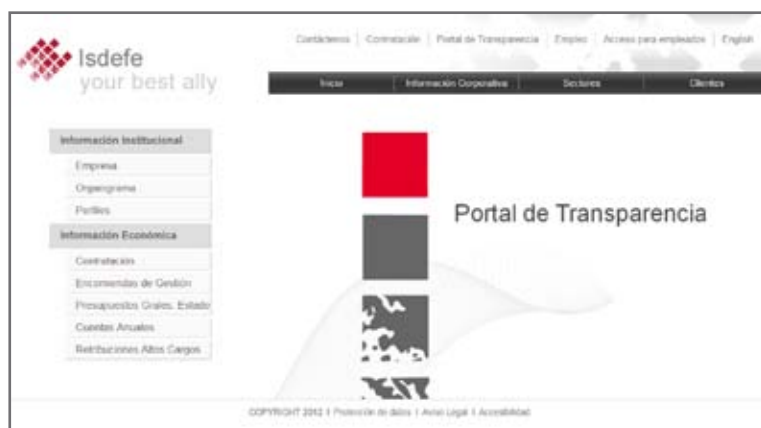 Isdefe
your best ally
Contáctenos | Contratación | Portal de Transparencia | Empleo | Acceso para empleados | English
Inicio | Información Corporativa | Sectores | Clientes
Información Institucional
Empresa
Organigrama
Perfiles
Información Económica
Contratación
Encomiendas de Gestión
Presupuestos Grales. Estado
Cuentas Anuales
Retribuciones Altos Cargos
Portal de Transparencia
COPYRIGHT 2012 | Protección de datos | Aviso Legal | Accesibilidad